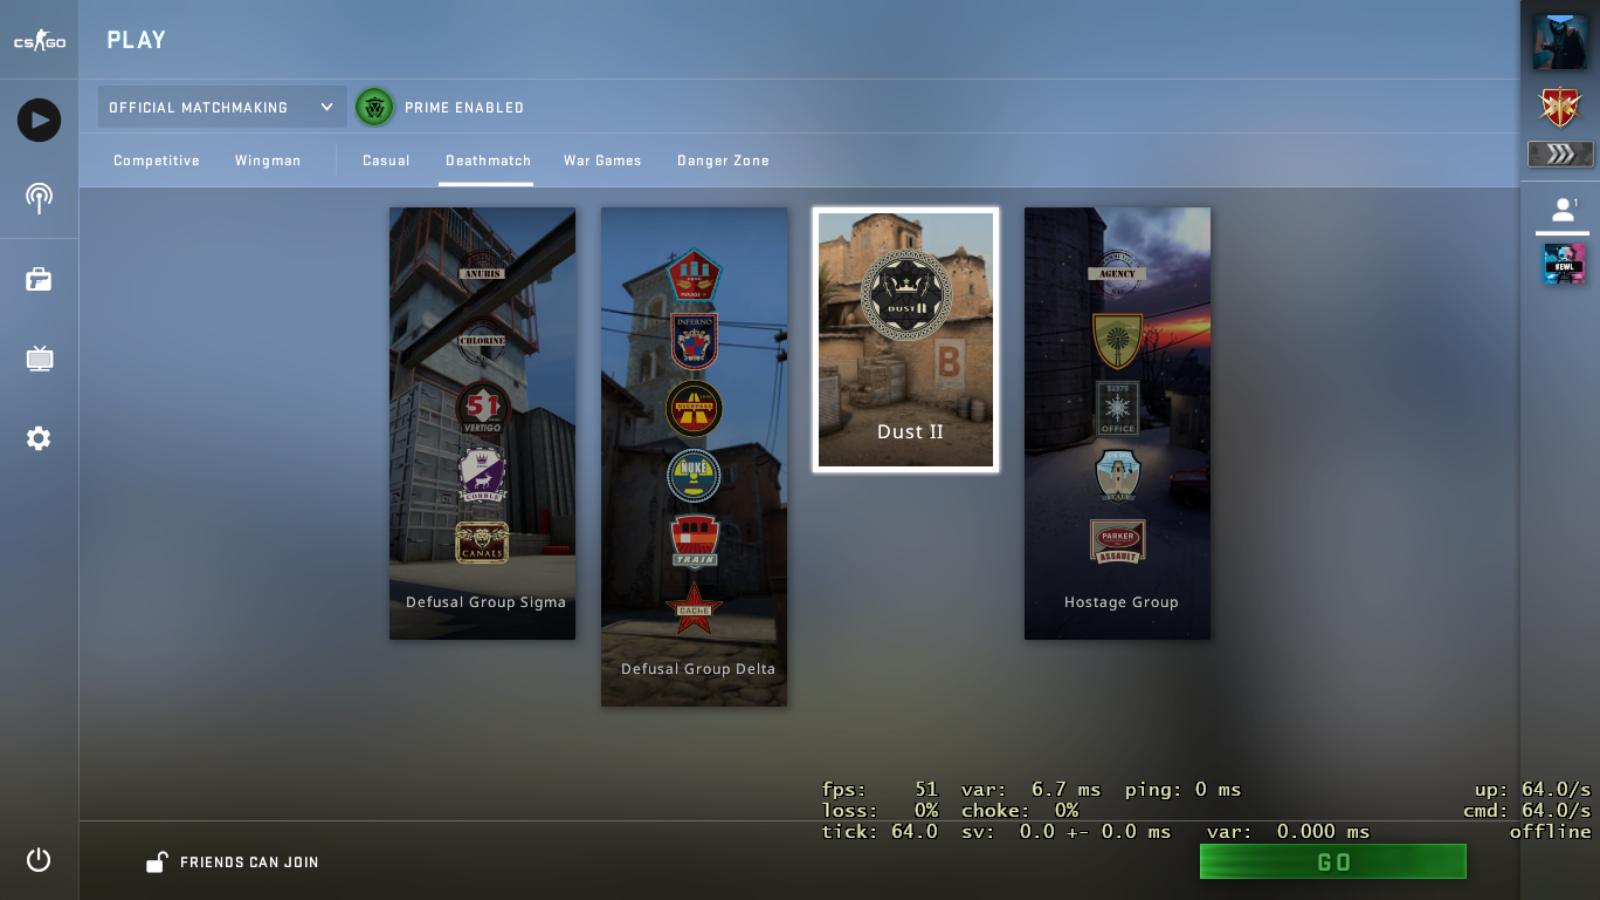 CS GO
PLAY
OFFICIAL MATCHMAKING
PRIME ENABLED
Competitive
Wingman
Casual
Deathmatch
War Games
Danger Zone
1
KEWL
ANUBIS
CHLORINE
51
VERTIGO
COBBLE
CANALS
Defusal Group Sigma
MIRAGE
INFERNO
OVERPASS
NUKE
TRAIN
CACHE
Defusal Group Delta
DUST II
B
Dust II
AGENCY
OFFICE
PARKER
ASSAULT
Hostage Group
fps: 51 var: 6.7 ms ping: 0 ms up: 64.0/s
loss: 0% choke: 0% cmd: 64.0/s
tick: 64.0 sv: 0.0 +- 0.0 ms var: 0.000 ms offline
FRIENDS CAN JOIN
GO